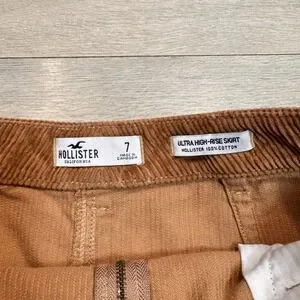 HOLLISTER
CALIFORNIA
7
MADE IN
CAMBODIA
ULTRA HIGH-RISE SKIRT
HOLLISTER 100% COTTON